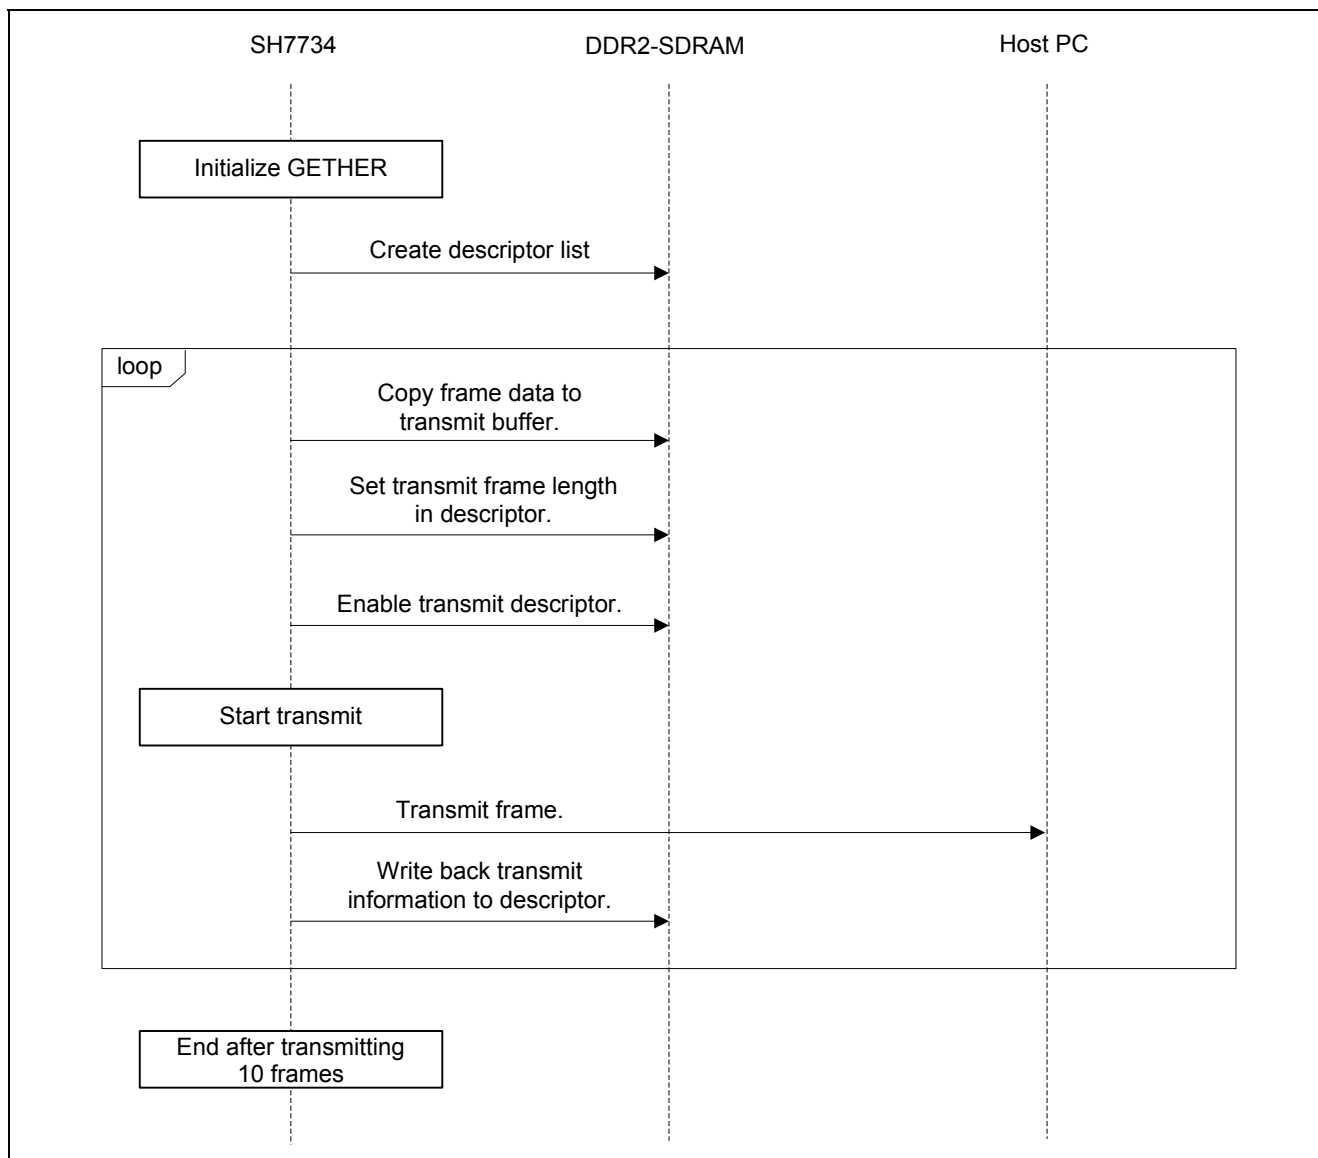 SH7734
DDR2-SDRAM
Host PC
Initialize GETHER
Create descriptor list
loop
Copy frame data to
transmit buffer.
Set transmit frame length
in descriptor.
Enable transmit descriptor.
Start transmit
Transmit frame.
Write back transmit
information to descriptor.
End after transmitting
10 frames